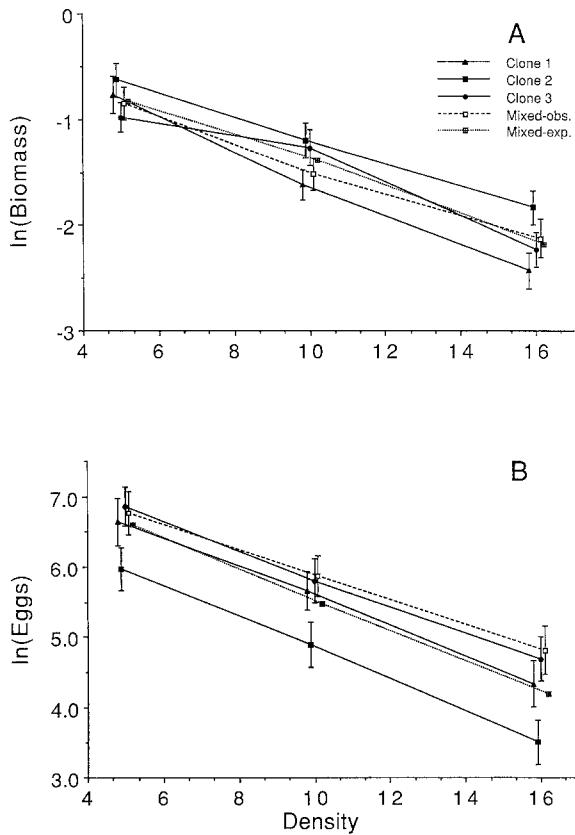 A
Clone 1
Clone 2
Clone 3
Mixed-obs.
Mixed-exp.
0
-1
-2
-3
ln(Biomass)
4 6 8 10 12 14 16
B
7.0
6.0
5.0
4.0
3.0
ln(Eggs)
4 6 8 10 12 14 16
Density